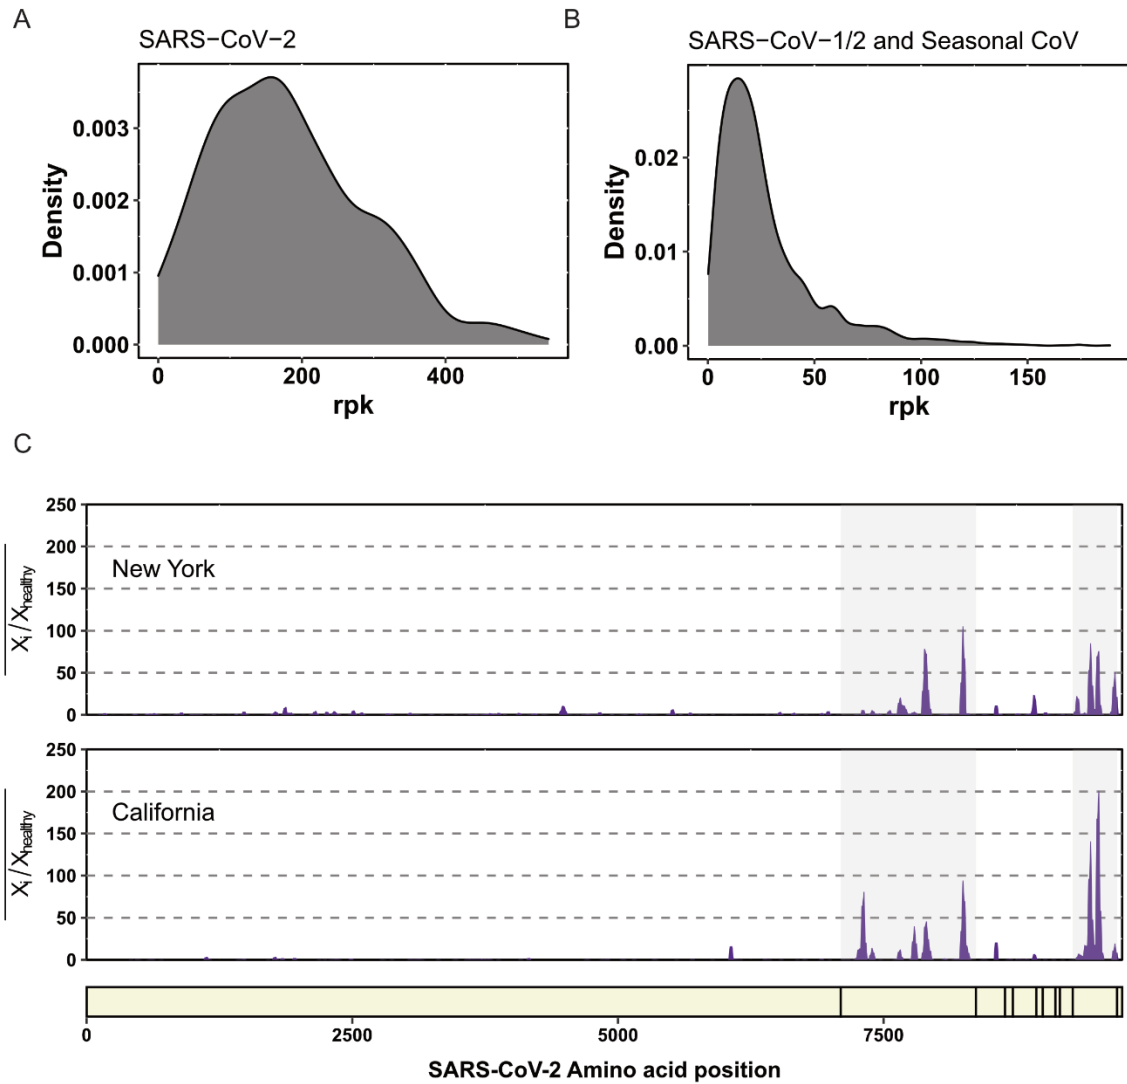 A
SARS−CoV−2
0.003
0.002
0.001
0.000
Density
0 200 400
rpk
B
SARS−CoV−1/2 and Seasonal CoV
0.02
0.01
0.00
Density
0 50 100 150
rpk
C
250
200
150
100
50
0
Xi / Xhealthy
New York
250
200
150
100
50
0
Xi / Xhealthy
California
0 2500 5000 7500
SARS-CoV-2 Amino acid position